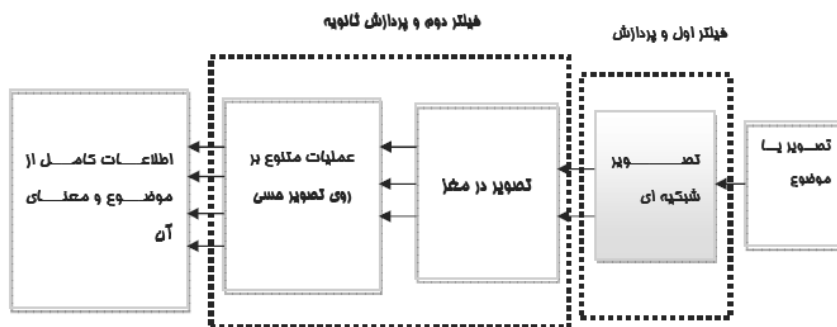 فیلتر دوم و پردازش ثانویه
فیلتر اول و پردازش
تصویر یا
موضوع
تصویر
شبکیه ای
تصویر در مغز
عملیات متنوع بر
روی تصویر حسی
اطلاعات کامل از
موضوع و معنای
آن